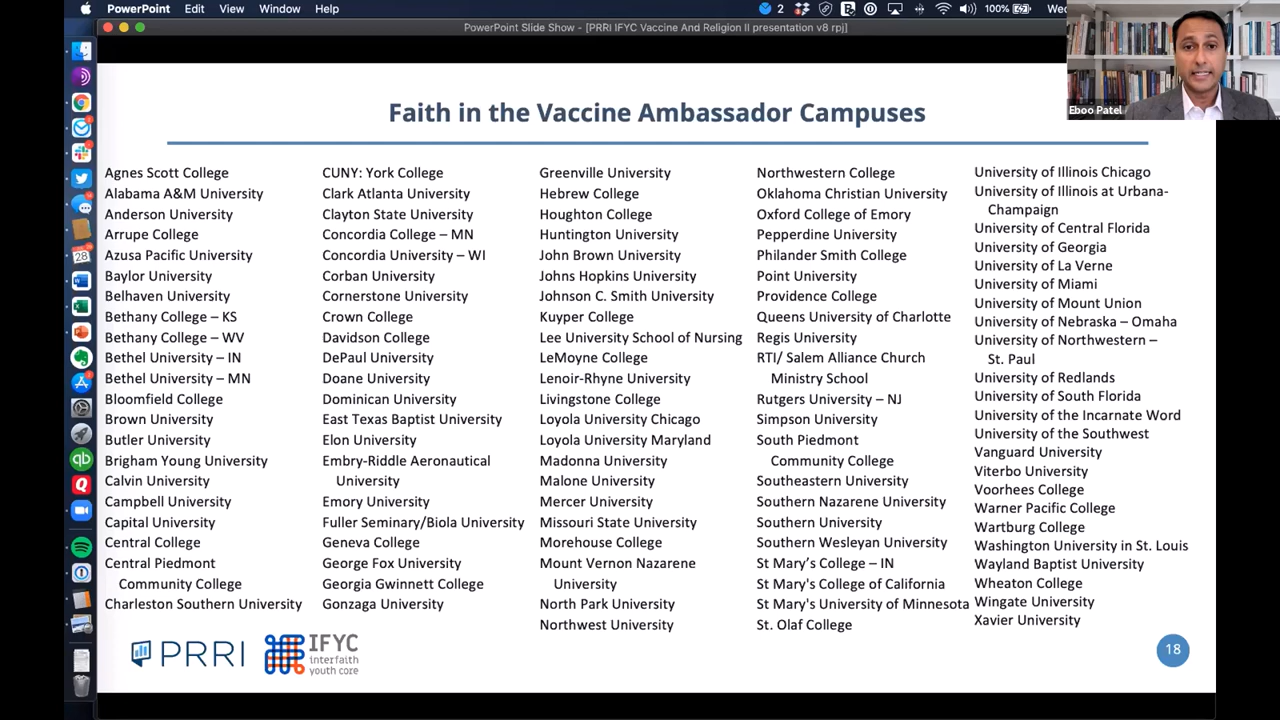 PowerPoint Edit View Window Help
2 100% Wed
PowerPoint Slide Show - [PRRI IFYC Vaccine And Religion II presentation v8 rpj]
Eboo Patel
Faith in the Vaccine Ambassador Campuses
Agnes Scott College
Alabama A&M University
Anderson University
Arrupe College
Azusa Pacific University
Baylor University
Belhaven University
Bethany College – KS
Bethany College – WV
Bethel University – IN
Bethel University – MN
Bloomfield College
Brown University
Butler University
Brigham Young University
Calvin University
Campbell University
Capital University
Central College
Central Piedmont
Community College
Charleston Southern University
CUNY: York College
Clark Atlanta University
Clayton State University
Concordia College – MN
Concordia University – WI
Corban University
Cornerstone University
Crown College
Davidson College
DePaul University
Doane University
Dominican University
East Texas Baptist University
Elon University
Embry-Riddle Aeronautical
University
Emory University
Fuller Seminary/Biola University
Geneva College
George Fox University
Georgia Gwinnett College
Gonzaga University
Greenville University
Hebrew College
Houghton College
Huntington University
John Brown University
Johns Hopkins University
Johnson C. Smith University
Kuyper College
Lee University School of Nursing
LeMoyne College
Lenoir-Rhyne University
Livingstone College
Loyola University Chicago
Loyola University Maryland
Madonna University
Malone University
Mercer University
Missouri State University
Morehouse College
Mount Vernon Nazarene
University
North Park University
Northwest University
Northwestern College
Oklahoma Christian University
Oxford College of Emory
Pepperdine University
Philander Smith College
Point University
Providence College
Queens University of Charlotte
Regis University
RTI/ Salem Alliance Church
Ministry School
Rutgers University – NJ
Simpson University
South Piedmont
Community College
Southeastern University
Southern Nazarene University
Southern University
Southern Wesleyan University
St Mary’s College – IN
St Mary's College of California
St Mary's University of Minnesota
St. Olaf College
University of Illinois Chicago
University of Illinois at Urbana-
Champaign
University of Central Florida
University of Georgia
University of La Verne
University of Miami
University of Mount Union
University of Nebraska – Omaha
University of Northwestern –
St. Paul
University of Redlands
University of South Florida
University of the Incarnate Word
University of the Southwest
Vanguard University
Viterbo University
Voorhees College
Warner Pacific College
Wartburg College
Washington University in St. Louis
Wayland Baptist University
Wheaton College
Wingate University
Xavier University
PRRI
IFYC
interfaith
youth core
18
28